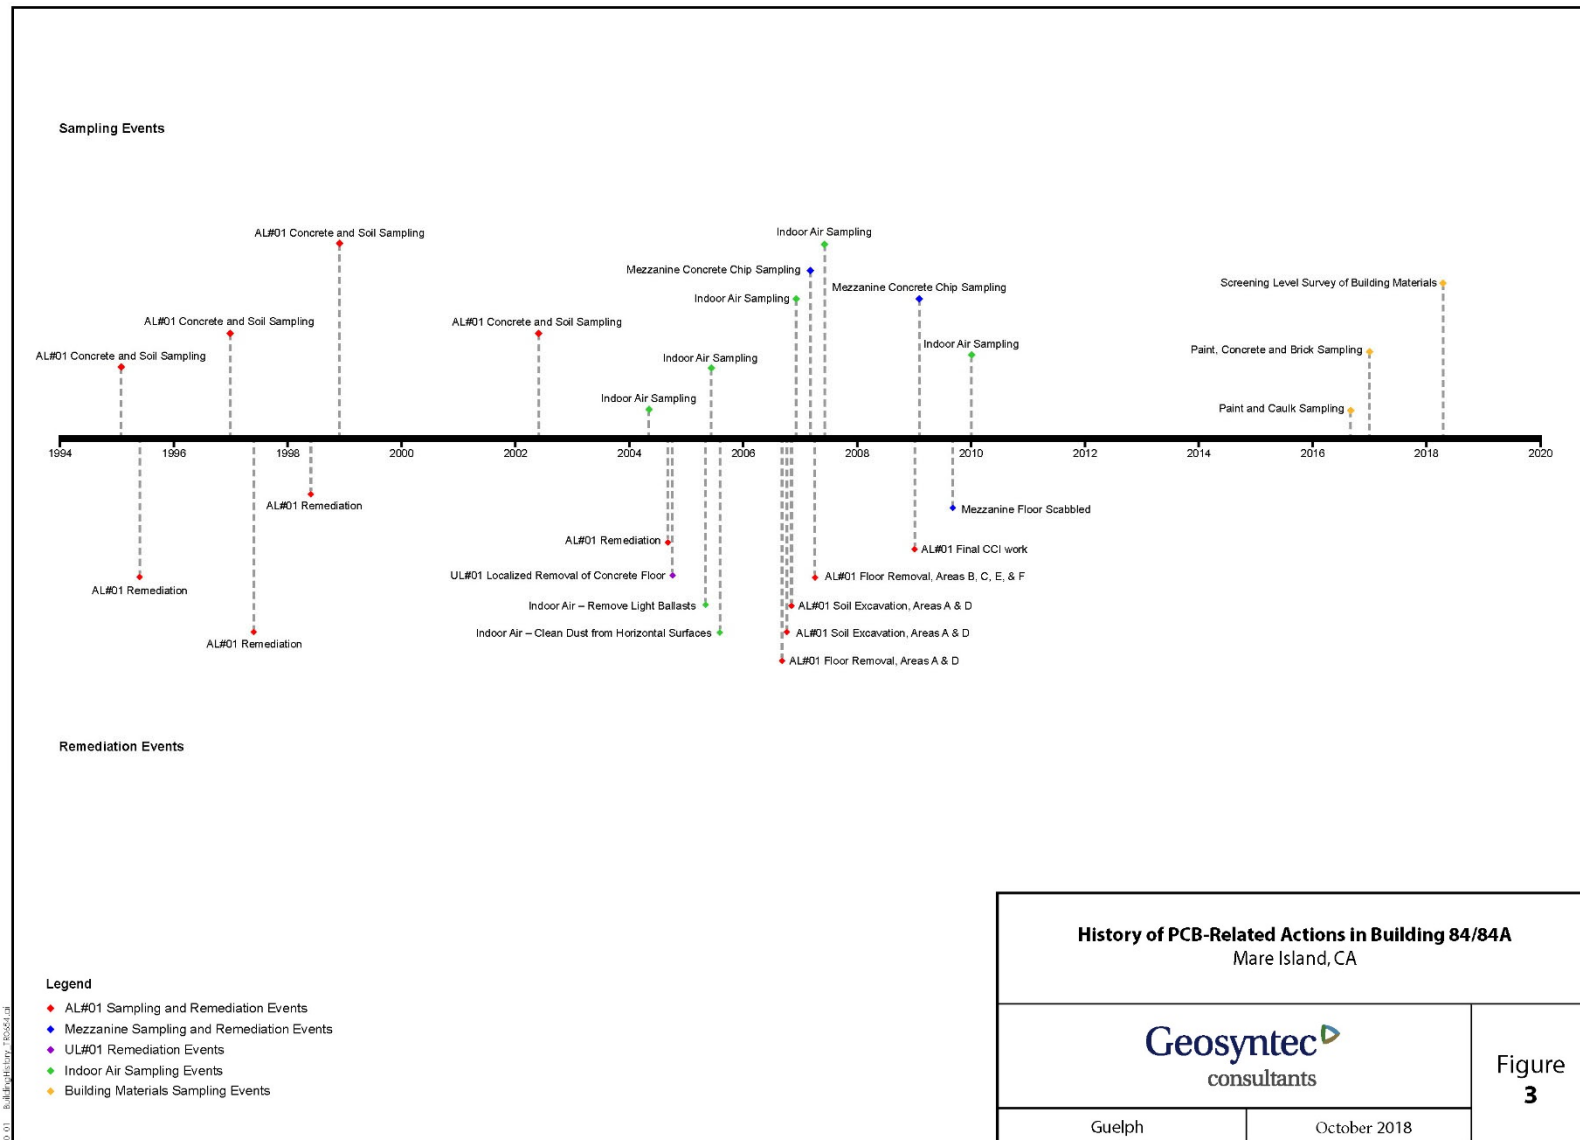 Sampling Events
AL#01 Concrete and Soil Sampling
Indoor Air Sampling
Mezzanine Concrete Chip Sampling
Screening Level Survey of Building Materials
Mezzanine Concrete Chip Sampling
Indoor Air Sampling
AL#01 Concrete and Soil Sampling
AL#01 Concrete and Soil Sampling
Indoor Air Sampling
Paint, Concrete and Brick Sampling
AL#01 Concrete and Soil Sampling
Indoor Air Sampling
Indoor Air Sampling
Paint and Caulk Sampling
1994 1996 1998 2000 2002 2004 2006 2008 2010 2012 2014 2016 2018 2020
AL#01 Remediation
Mezzanine Floor Scabbled
AL#01 Remediation
AL#01 Final CCI work
UL#01 Localized Removal of Concrete Floor
AL#01 Floor Removal, Areas B, C, E, & F
AL#01 Remediation
Indoor Air – Remove Light Ballasts
AL#01 Soil Excavation, Areas A & D
Indoor Air – Clean Dust from Horizontal Surfaces
AL#01 Soil Excavation, Areas A & D
AL#01 Remediation
AL#01 Floor Removal, Areas A & D
Remediation Events
Legend
AL#01 Sampling and Remediation Events
Mezzanine Sampling and Remediation Events
UL#01 Remediation Events
Indoor Air Sampling Events
Building Materials Sampling Events
History of PCB-Related Actions in Building 84/84A
Mare Island, CA
Geosyntec
consultants
Figure
3
Guelph
October 2018